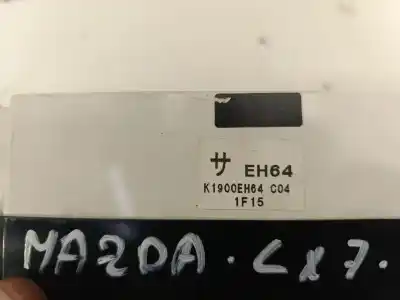 サ EH64
K1900EH64 C04
1F15
MAZDA. CX7.